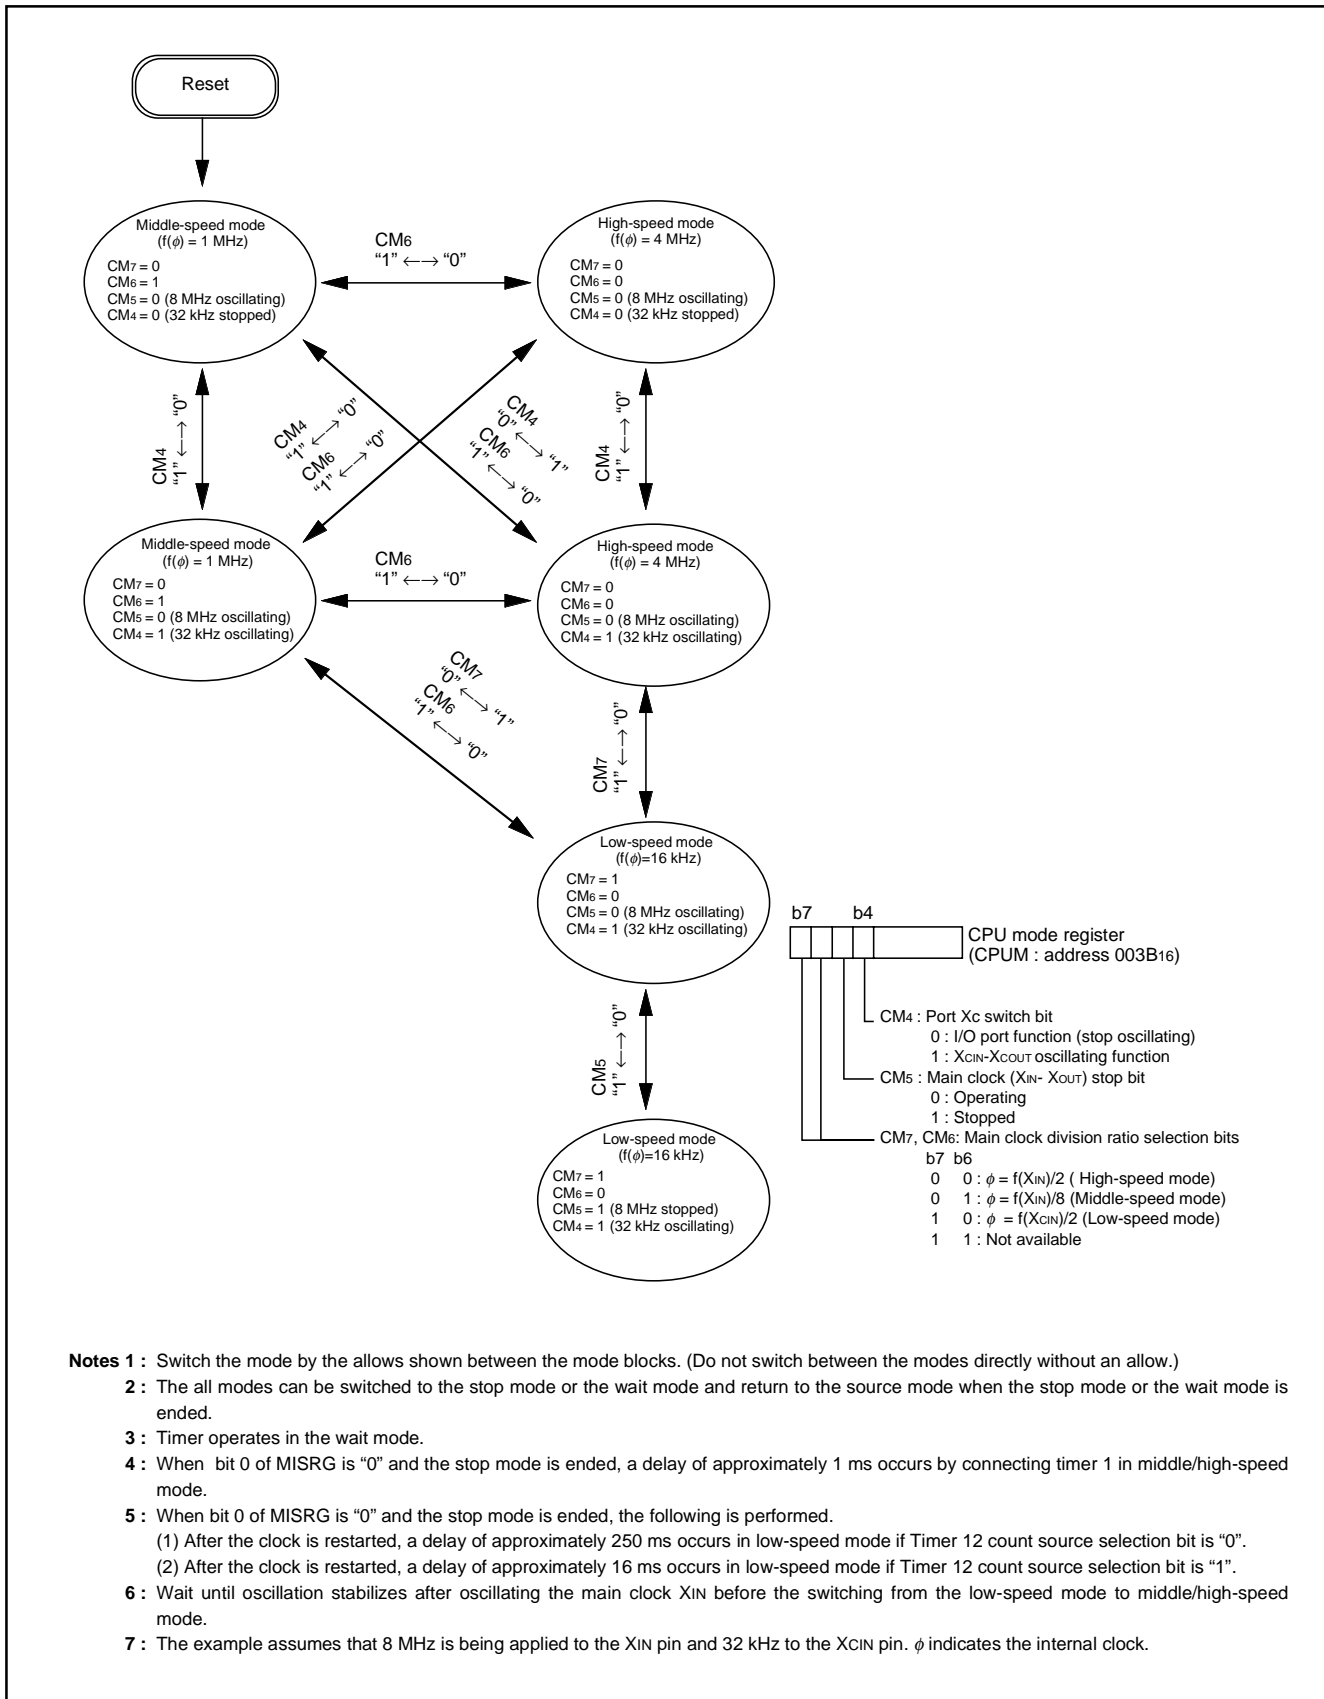 Reset
Middle-speed mode
(f(ϕ) = 1 MHz)
CM7 = 0
CM6 = 1
CM5 = 0 (8 MHz oscillating)
CM4 = 0 (32 kHz stopped)
CM6
“1” ←→ “0”
High-speed mode
(f(ϕ) = 4 MHz)
CM7 = 0
CM6 = 0
CM5 = 0 (8 MHz oscillating)
CM4 = 0 (32 kHz stopped)
CM4
“1” ←→ “0”
CM4
“1” ←→ “0”
CM6
“1” ←→ “0”
CM4
“0” ←→ “1”
CM6
“1” ←→ “0”
CM4
“1” ←→ “0”
Middle-speed mode
(f(ϕ) = 1 MHz)
CM7 = 0
CM6 = 1
CM5 = 0 (8 MHz oscillating)
CM4 = 1 (32 kHz oscillating)
CM6
“1” ←→ “0”
High-speed mode
(f(ϕ) = 4 MHz)
CM7 = 0
CM6 = 0
CM5 = 0 (8 MHz oscillating)
CM4 = 1 (32 kHz oscillating)
CM7
“0” ←→ “1”
CM6
“1” ←→ “0”
CM7
“1” ←→ “0”
Low-speed mode
(f(ϕ)=16 kHz)
CM7 = 1
CM6 = 0
CM5 = 0 (8 MHz oscillating)
CM4 = 1 (32 kHz oscillating)
CM5
“1” ←→ “0”
Low-speed mode
(f(ϕ)=16 kHz)
CM7 = 1
CM6 = 0
CM5 = 1 (8 MHz stopped)
CM4 = 1 (32 kHz oscillating)
b7 b4
CPU mode register
(CPUM : address 003B16)
CM4 : Port Xc switch bit
0 : I/O port function (stop oscillating)
1 : XCIN-XCOUT oscillating function
CM5 : Main clock (XIN- XOUT) stop bit
0 : Operating
1 : Stopped
CM7, CM6: Main clock division ratio selection bits
b7 b6
0 0 : ϕ = f(XIN)/2 ( High-speed mode)
0 1 : ϕ = f(XIN)/8 (Middle-speed mode)
1 0 : ϕ = f(XCIN)/2 (Low-speed mode)
1 1 : Not available
Notes 1 : Switch the mode by the allows shown between the mode blocks. (Do not switch between the modes directly without an allow.)
2 : The all modes can be switched to the stop mode or the wait mode and return to the source mode when the stop mode or the wait mode is
ended.
3 : Timer operates in the wait mode.
4 : When bit 0 of MISRG is “0” and the stop mode is ended, a delay of approximately 1 ms occurs by connecting timer 1 in middle/high-speed
mode.
5 : When bit 0 of MISRG is “0” and the stop mode is ended, the following is performed.
(1) After the clock is restarted, a delay of approximately 250 ms occurs in low-speed mode if Timer 12 count source selection bit is “0”.
(2) After the clock is restarted, a delay of approximately 16 ms occurs in low-speed mode if Timer 12 count source selection bit is “1”.
6 : Wait until oscillation stabilizes after oscillating the main clock XIN before the switching from the low-speed mode to middle/high-speed
mode.
7 : The example assumes that 8 MHz is being applied to the XIN pin and 32 kHz to the XCIN pin. ϕ indicates the internal clock.